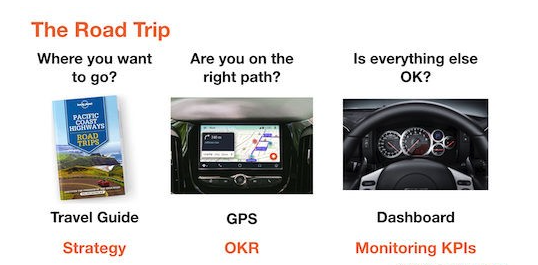 The Road Trip
Where you want
to go?
Are you on the
right path?
Is everything else
OK?
PACIFIC
COAST
HIGHWAYS
ROAD
TRIPS
Travel Guide
GPS
Dashboard
Strategy
OKR
Monitoring KPIs